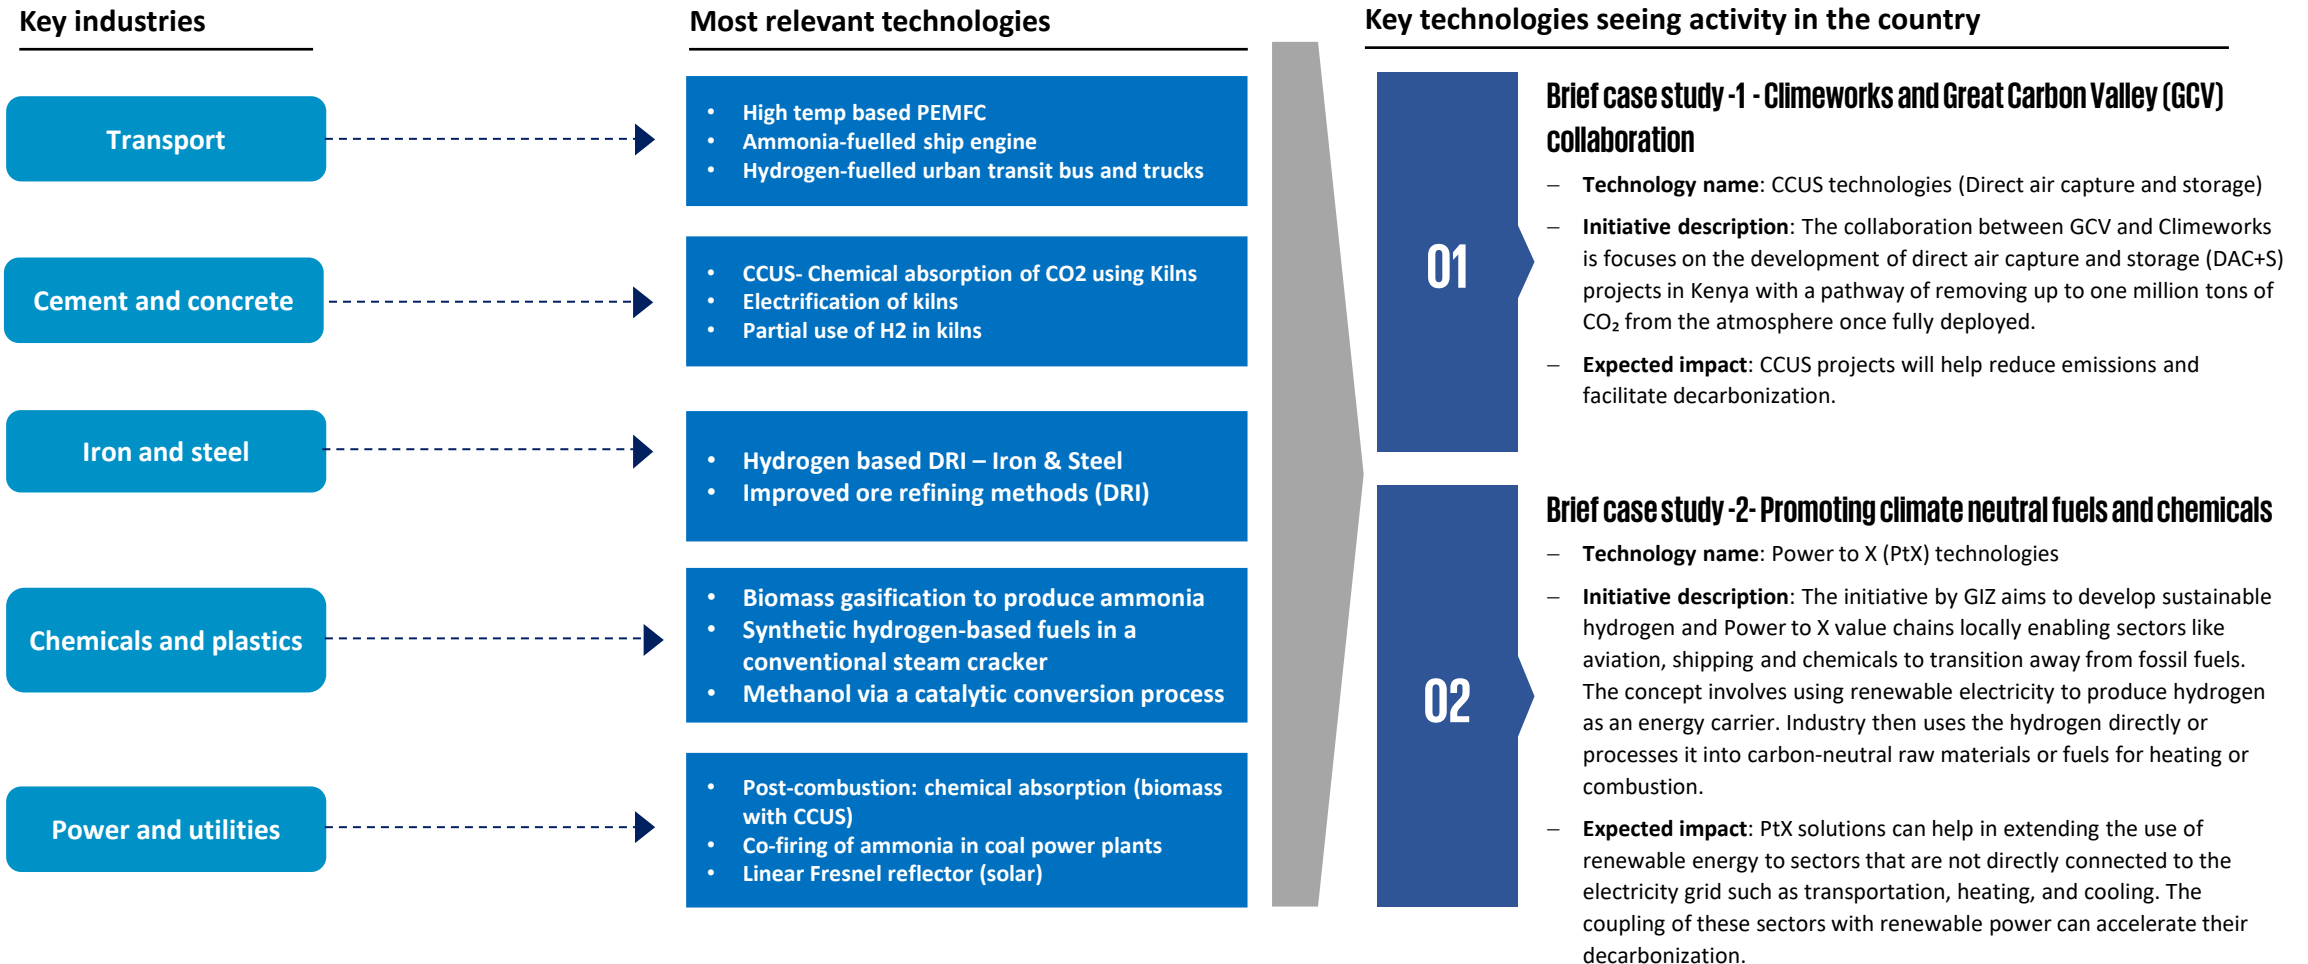 Key industries
Most relevant technologies
Key technologies seeing activity in the country
Transport
• High temp based PEMFC
• Ammonia-fuelled ship engine
• Hydrogen-fuelled urban transit bus and trucks
Cement and concrete
• CCUS- Chemical absorption of CO2 using Kilns
• Electrification of kilns
• Partial use of H2 in kilns
Iron and steel
• Hydrogen based DRI – Iron & Steel
• Improved ore refining methods (DRI)
Chemicals and plastics
• Biomass gasification to produce ammonia
• Synthetic hydrogen-based fuels in a
conventional steam cracker
• Methanol via a catalytic conversion process
Power and utilities
• Post-combustion: chemical absorption (biomass
with CCUS)
• Co-firing of ammonia in coal power plants
• Linear Fresnel reflector (solar)
01
Brief case study -1 - Climeworks and Great Carbon Valley (GCV)
collaboration
– Technology name: CCUS technologies (Direct air capture and storage)
– Initiative description: The collaboration between GCV and Climeworks
is focuses on the development of direct air capture and storage (DAC+S)
projects in Kenya with a pathway of removing up to one million tons of
CO₂ from the atmosphere once fully deployed.
– Expected impact: CCUS projects will help reduce emissions and
facilitate decarbonization.
02
Brief case study -2- Promoting climate neutral fuels and chemicals
– Technology name: Power to X (PtX) technologies
– Initiative description: The initiative by GIZ aims to develop sustainable
hydrogen and Power to X value chains locally enabling sectors like
aviation, shipping and chemicals to transition away from fossil fuels.
The concept involves using renewable electricity to produce hydrogen
as an energy carrier. Industry then uses the hydrogen directly or
processes it into carbon-neutral raw materials or fuels for heating or
combustion.
– Expected impact: PtX solutions can help in extending the use of
renewable energy to sectors that are not directly connected to the
electricity grid such as transportation, heating, and cooling. The
coupling of these sectors with renewable power can accelerate their
decarbonization.